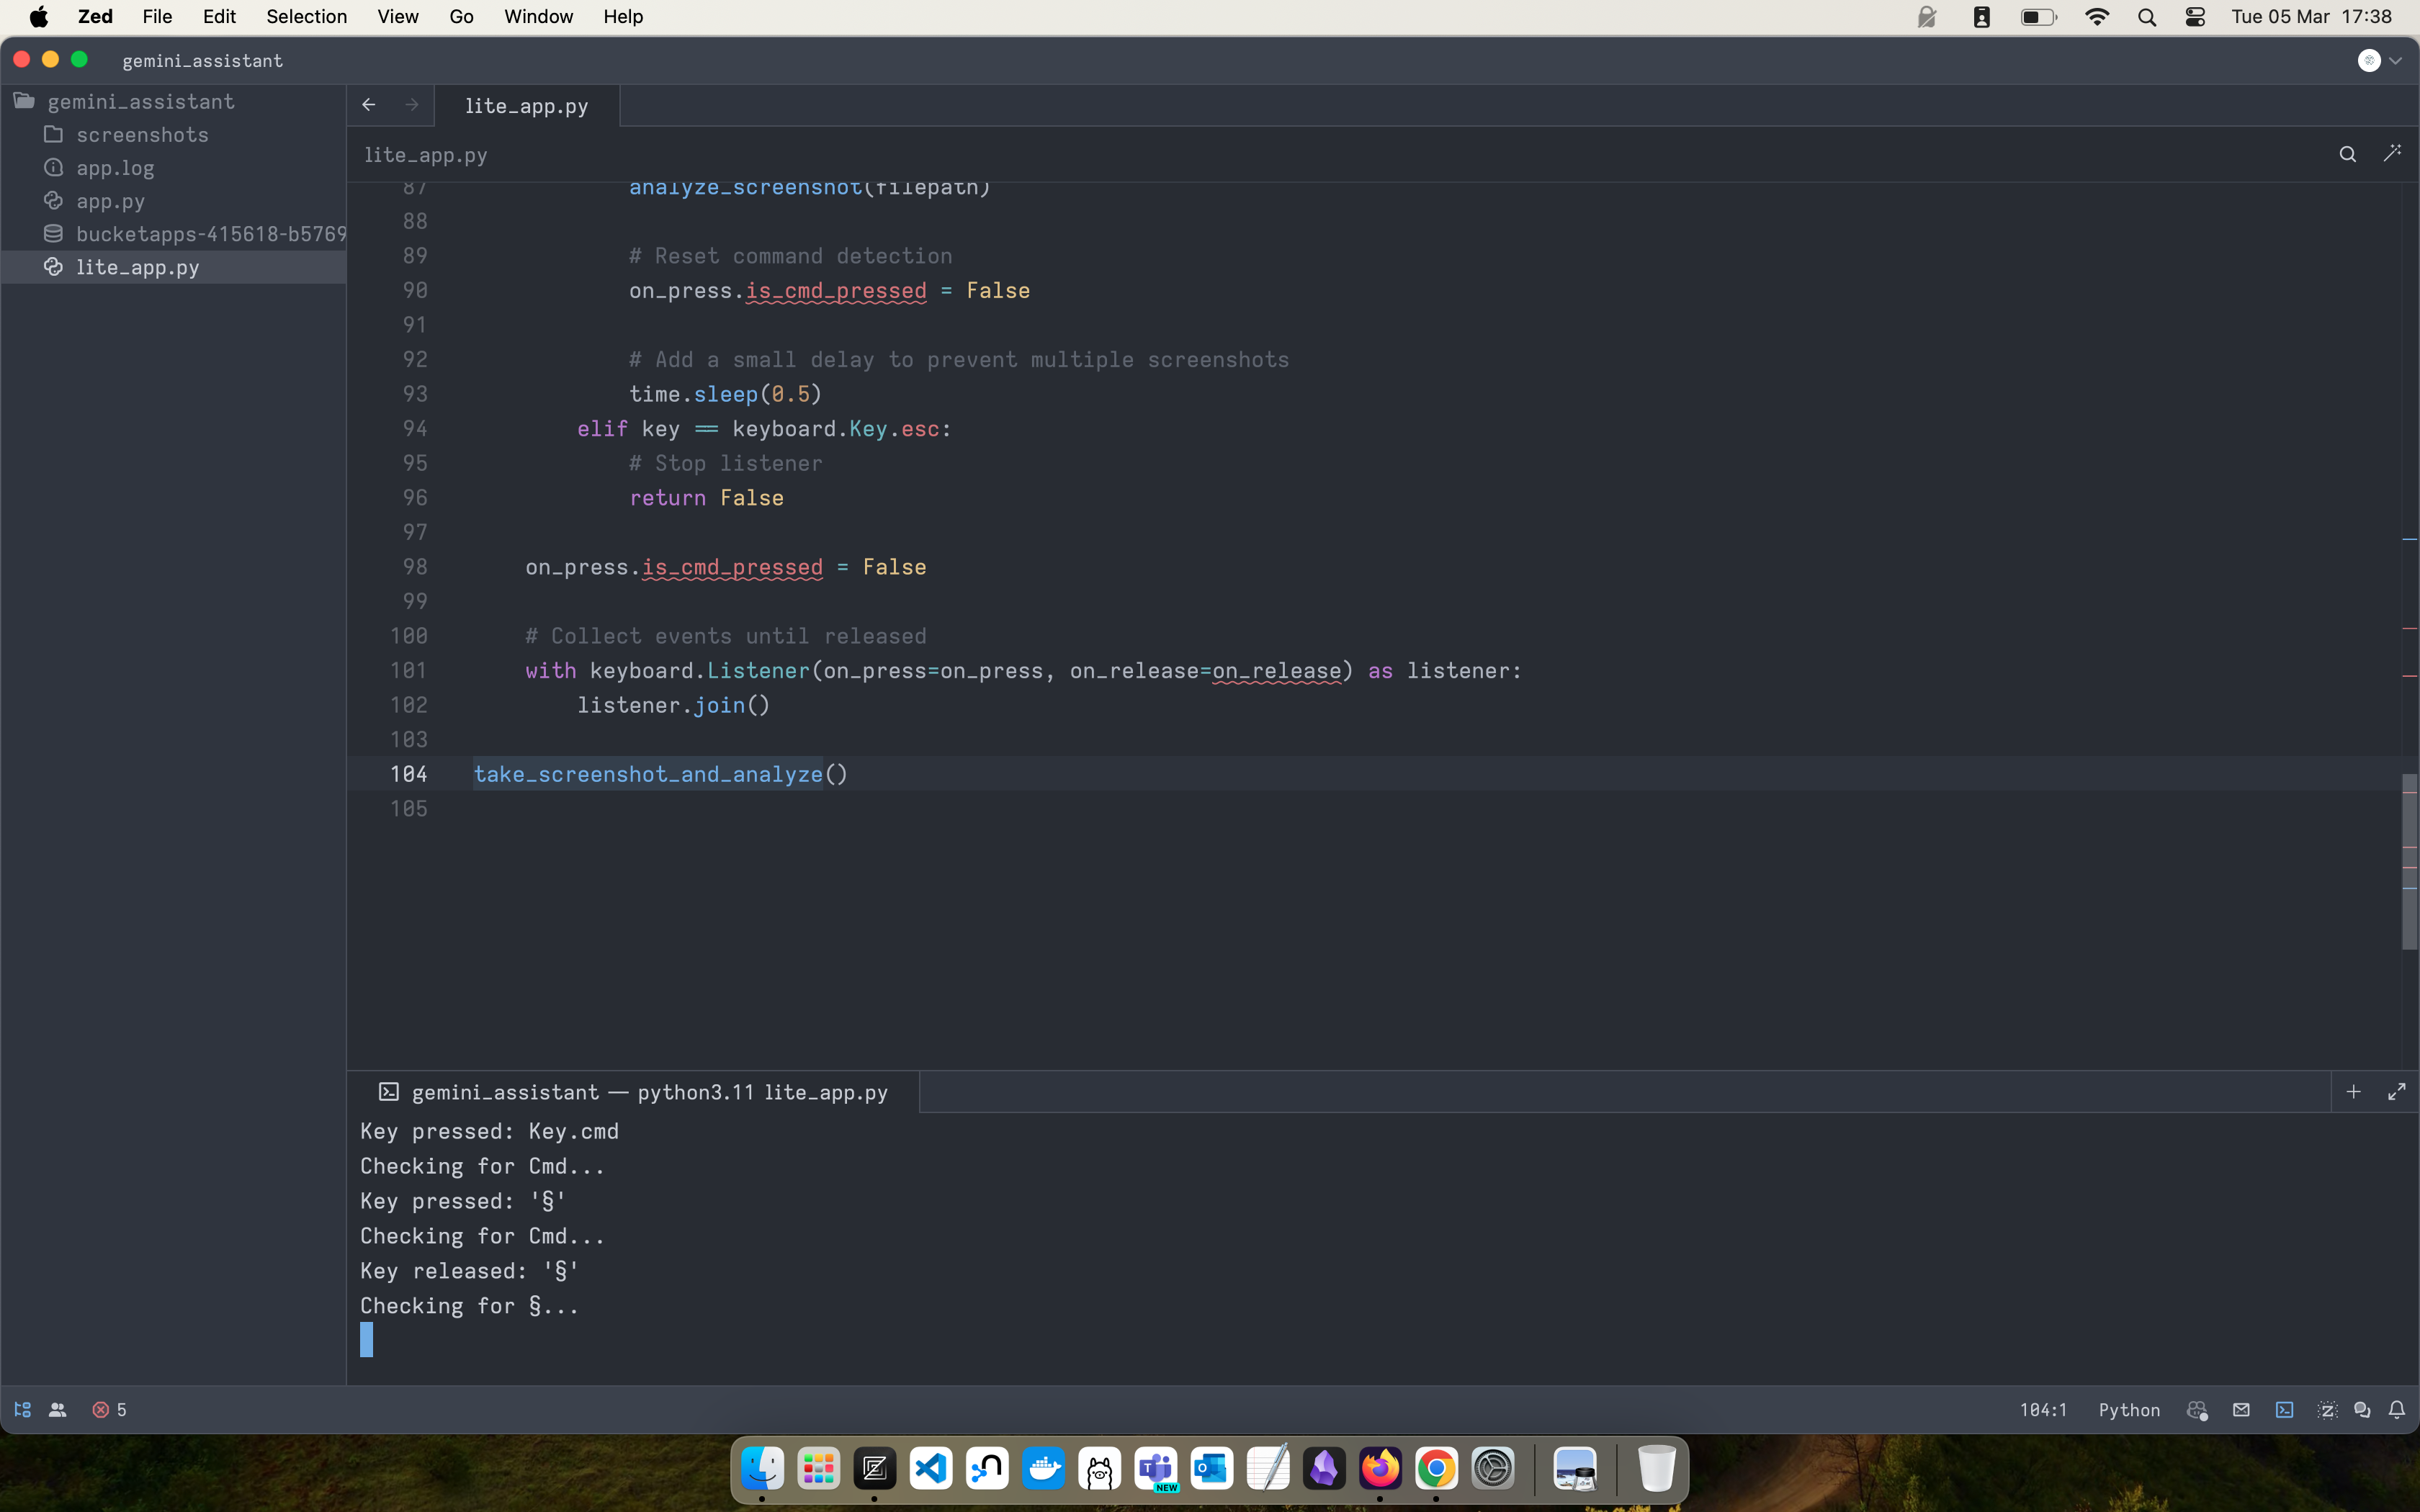 Zed File Edit Selection View Go Window Help Tue 05 Mar 17:38
gemini_assistant
gemini_assistant
screenshots
app.log
app.py
bucketapps-415618-b5769
lite_app.py
lite_app.py
lite_app.py
87 analyze_screenshot(filepath)
88
89 # Reset command detection
90 on_press.is_cmd_pressed = False
91
92 # Add a small delay to prevent multiple screenshots
93 time.sleep(0.5)
94 elif key == keyboard.Key.esc:
95 # Stop listener
96 return False
97
98 on_press.is_cmd_pressed = False
99
100 # Collect events until released
101 with keyboard.Listener(on_press=on_press, on_release=on_release) as listener:
102 listener.join()
103
104 take_screenshot_and_analyze()
105
gemini_assistant — python3.11 lite_app.py
Key pressed: Key.cmd
Checking for Cmd...
Key pressed: '§'
Checking for Cmd...
Key released: '§'
Checking for §...
5 104:1 Python
NEW